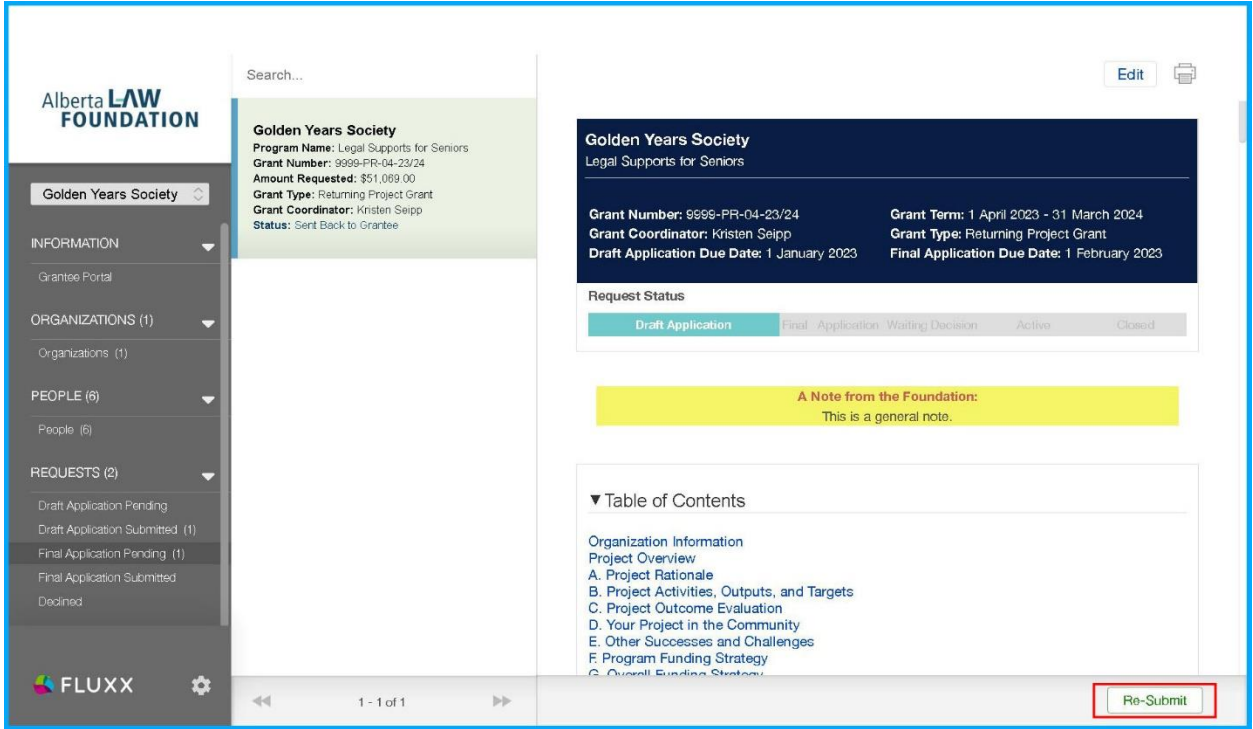 Alberta LAW
FOUNDATION
Golden Years Society
INFORMATION
Grantee Portal
ORGANIZATIONS (1)
Organizations (1)
PEOPLE (6)
People (6)
REQUESTS (2)
Draft Application Pending
Draft Application Submitted (1)
Final Application Pending (1)
Final Application Submitted
Declined
FLUXX
Search...
Golden Years Society
Program Name: Legal Supports for Seniors
Grant Number: 9999-PR-04-23/24
Amount Requested: $51,069.00
Grant Type: Returning Project Grant
Grant Coordinator: Kristen Seipp
Status: Sent Back to Grantee
1 - 1 of 1
Edit
Golden Years Society
Legal Supports for Seniors
Grant Number: 9999-PR-04-23/24 Grant Term: 1 April 2023 - 31 March 2024
Grant Coordinator: Kristen Seipp Grant Type: Returning Project Grant
Draft Application Due Date: 1 January 2023 Final Application Due Date: 1 February 2023
Request Status
Draft Application Final Application Waiting Decision Active Closed
A Note from the Foundation:
This is a general note.
▼Table of Contents
Organization Information
Project Overview
A. Project Rationale
B. Project Activities, Outputs, and Targets
C. Project Outcome Evaluation
D. Your Project in the Community
E. Other Successes and Challenges
F. Program Funding Strategy
G. Overall Funding Strategy
Re-Submit